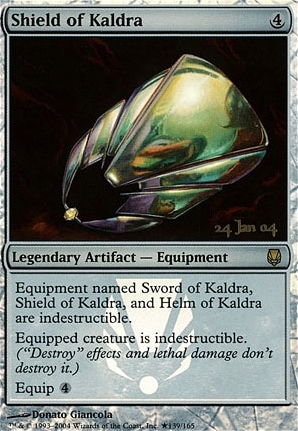 Shield of Kaldra 4
24 Jan 04
Legendary Artifact — Equipment
Equipment named Sword of Kaldra,
Shield of Kaldra, and Helm of Kaldra
are indestructible.
Equipped creature is indestructible.
("Destroy" effects and lethal damage don't
destroy it.)
Equip 4
Donato Giancola
™ & © 1993–2004 Wizards of the Coast, Inc. ★139/165